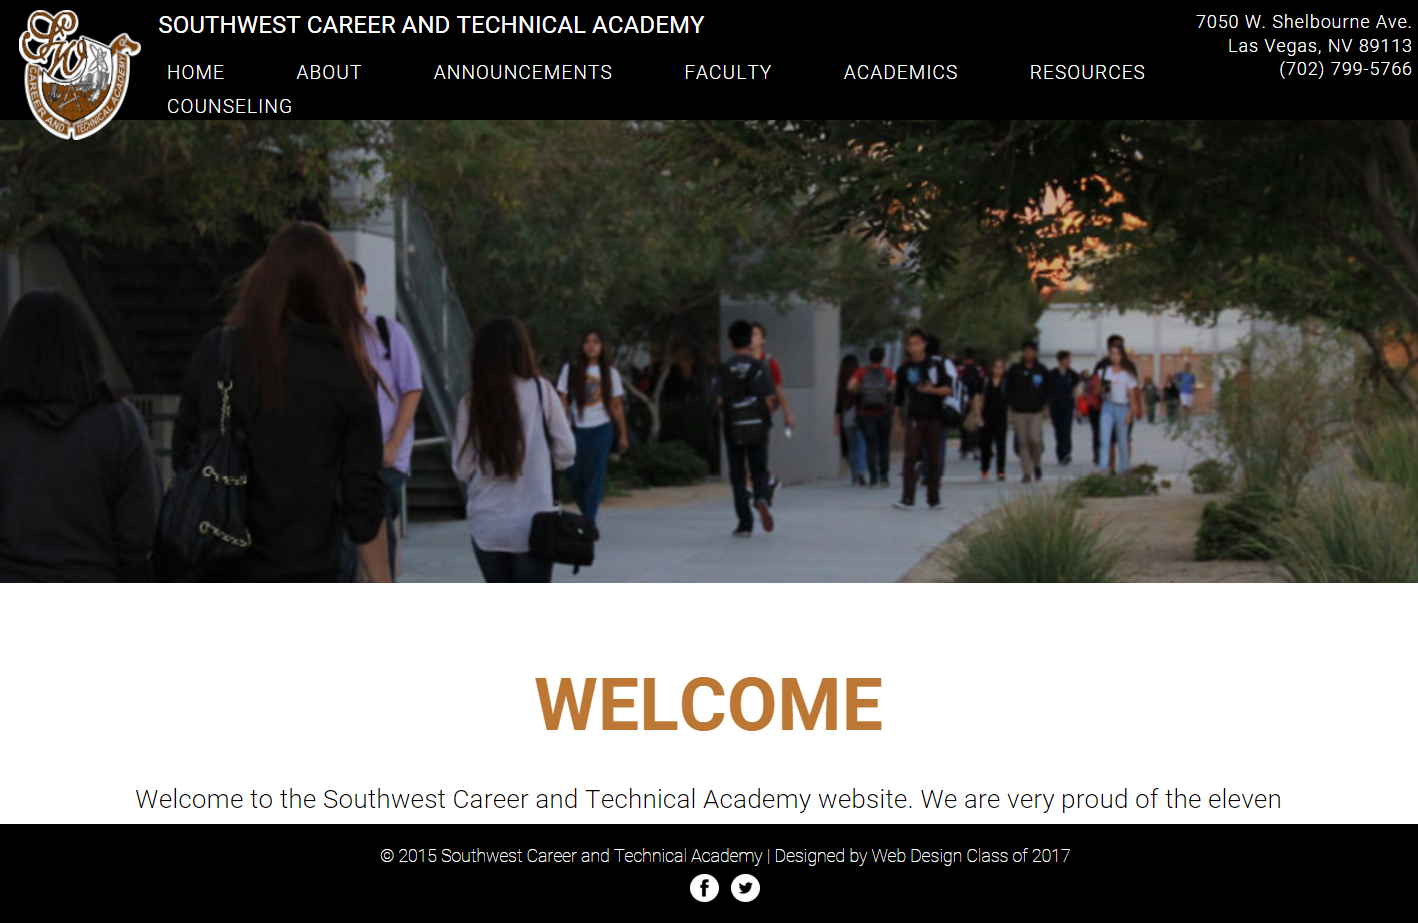 SW
CAREER AND TECHNICAL ACADEMY
SOUTHWEST CAREER AND TECHNICAL ACADEMY
7050 W. Shelbourne Ave.
Las Vegas, NV 89113
(702) 799-5766
HOME ABOUT ANNOUNCEMENTS FACULTY ACADEMICS RESOURCES
COUNSELING
WELCOME
Welcome to the Southwest Career and Technical Academy website. We are very proud of the eleven
© 2015 Southwest Career and Technical Academy | Designed by Web Design Class of 2017